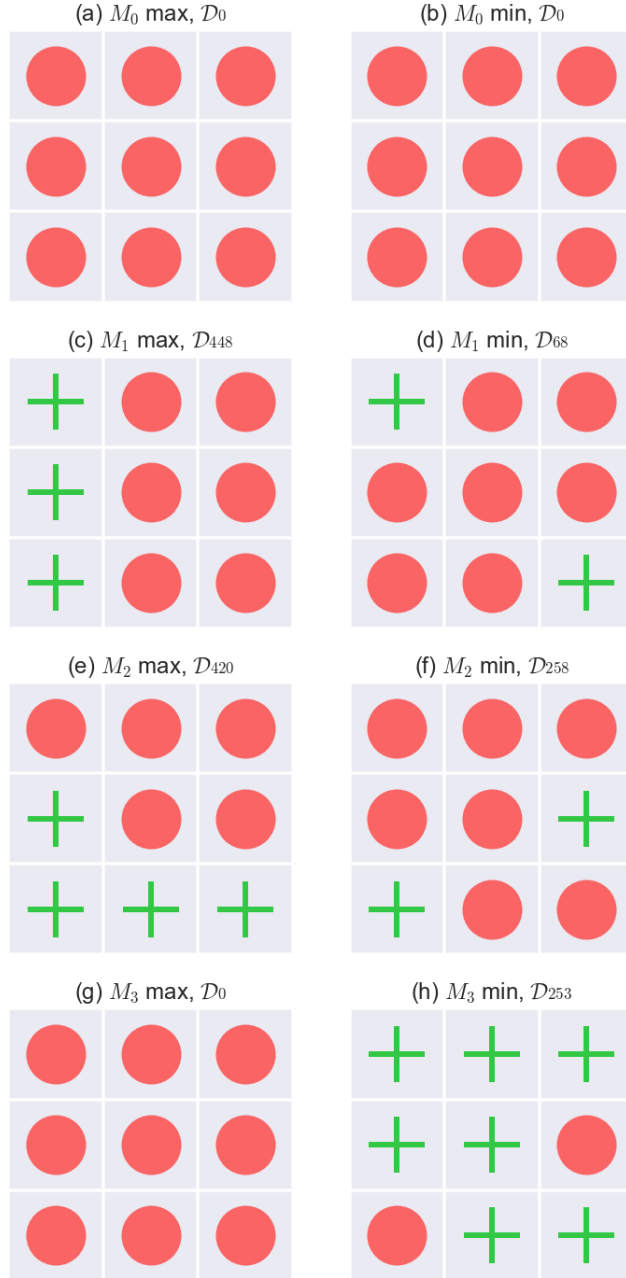 (a) M₀ max, 𝒟₀
(b) M₀ min, 𝒟₀
(c) M₁ max, 𝒟₄₄₈
(d) M₁ min, 𝒟₆₈
(e) M₂ max, 𝒟₄₂₀
(f) M₂ min, 𝒟₂₅₈
(g) M₃ max, 𝒟₀
(h) M₃ min, 𝒟₂₅₃